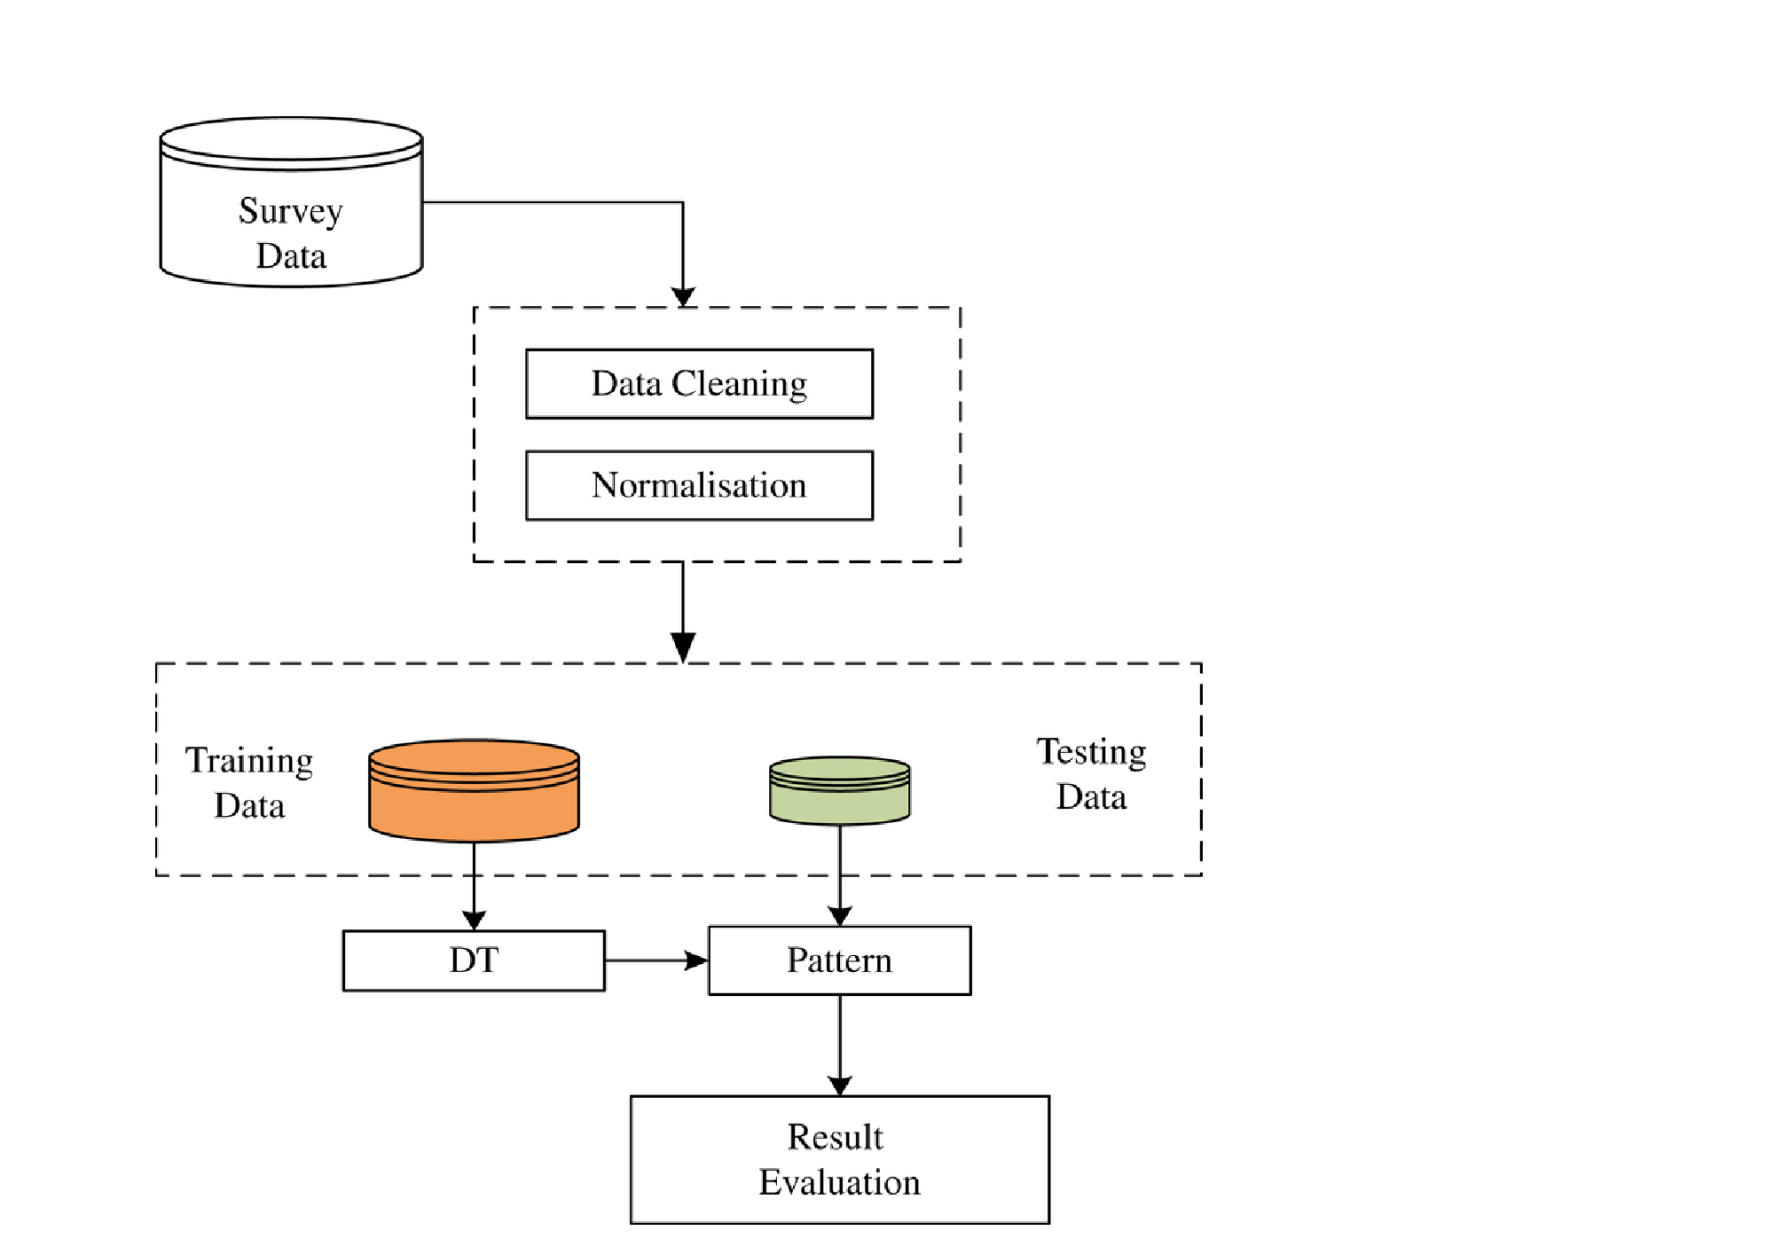 Survey
Data
Data Cleaning
Normalisation
Training
Data
Testing
Data
DT
Pattern
Result
Evaluation